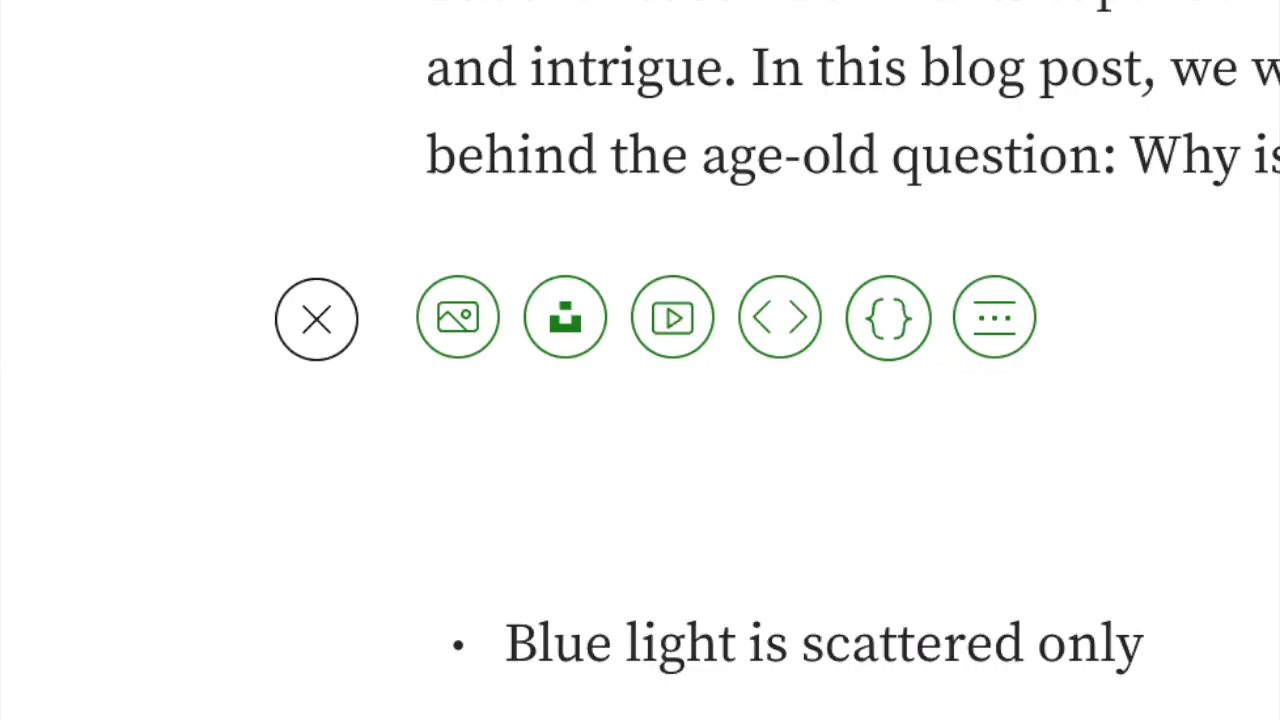 and intrigue. In this blog post, we
behind the age-old question: Why is
• Blue light is scattered only